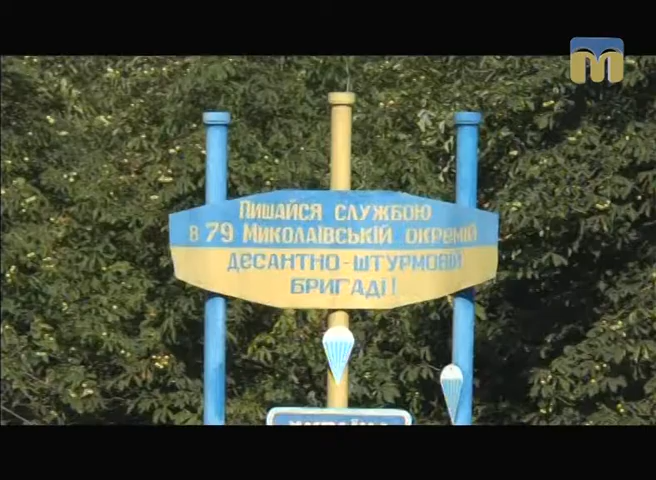 Пишайся службою
в 79 Миколаївській окремій
десантно-штурмовій
бригаді!